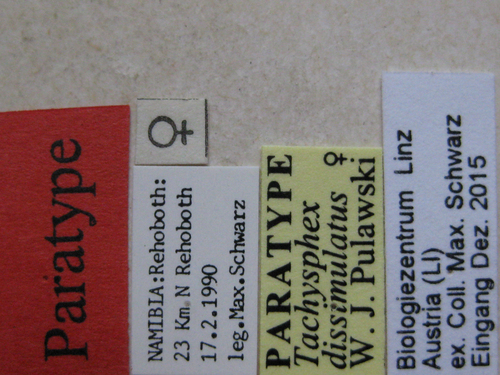 Paratype
♀
NAMIBIA:Rehoboth:
23 Km.N Rehoboth
17.2.1990
leg.Max.Schwarz
PARATYPE
Tachysphex ♀
dissimulatus
W. J. Pulawski
Biologiezentrum Linz
Austria (LI)
ex. Coll. Max. Schwarz
Eingang Dez. 2015